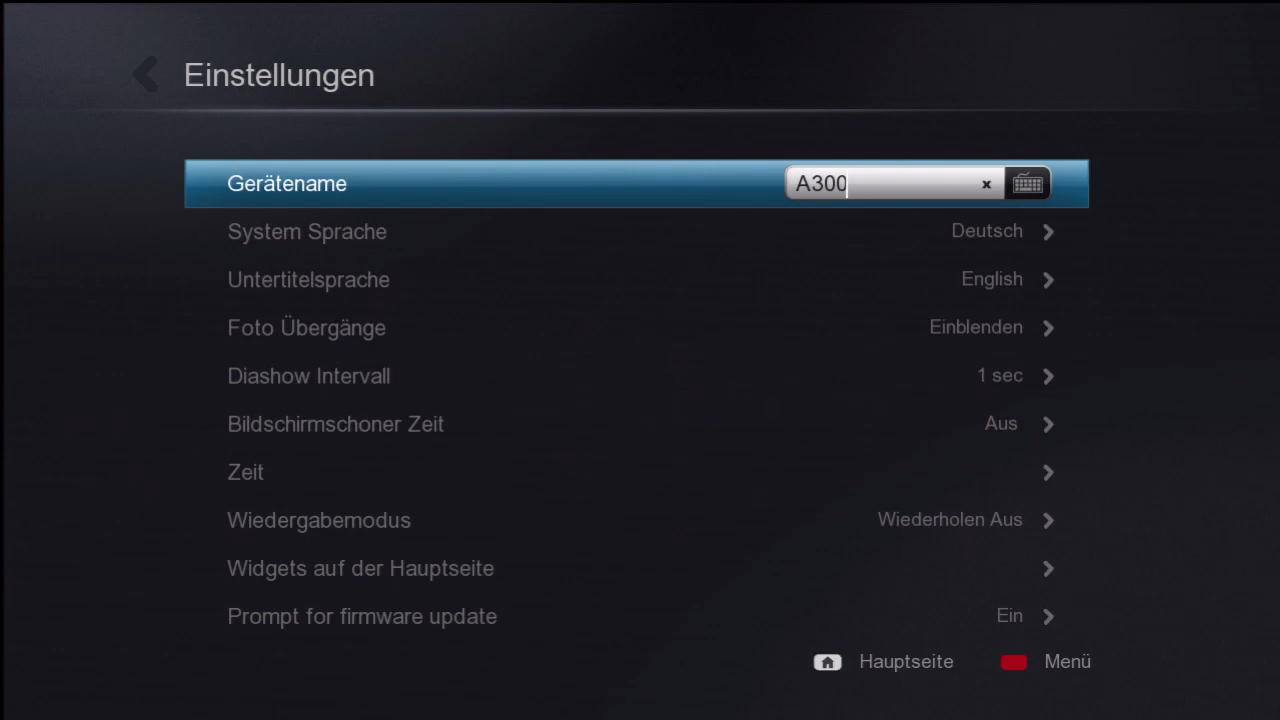 Einstellungen
Gerätename A300 x
System Sprache Deutsch
Untertitelsprache English
Foto Übergänge Einblenden
Diashow Intervall 1 sec
Bildschirmschoner Zeit Aus
Zeit
Wiedergabemodus Wiederholen Aus
Widgets auf der Hauptseite
Prompt for firmware update Ein
Hauptseite Menü